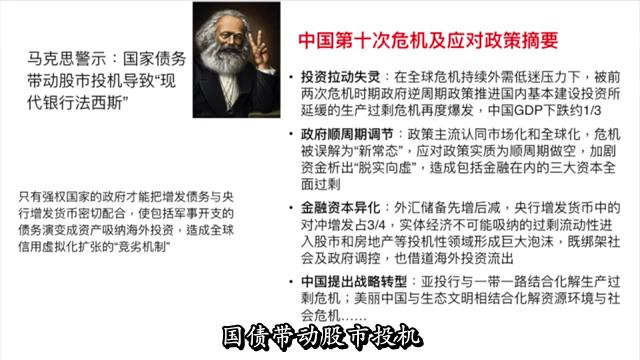 马克思警示：国家债务
带动股市投机导致“现
代银行法西斯”
只有强权国家的政府才能把增发债务与央
行增发货币密切配合，使包括军事开支的
债务演变成资产吸纳海外投资，造成全球
信用虚拟化扩张的“竞劣机制”
中国第十次危机及应对政策摘要
• 投资拉动失灵：在全球危机持续外需低迷压力下，被前
两次危机时期政府逆周期政策推进国内基本建设投资所
延缓的生产过剩危机再度爆发，中国GDP下跌约1/3
• 政府顺周期调节：政策主流认同市场化和全球化，危机
被误解为“新常态”，应对政策实质为顺周期做空，加剧
资金析出“脱实向虚”，造成包括金融在内的三大资本全
面过剩
• 金融资本异化：外汇储备先增后减，央行增发货币中的
对冲增发占3/4，实体经济不可能吸纳的过剩流动性进
入股市和房地产等投机性领域形成巨大泡沫，既绑架社
会及政府调控，也借道海外投资流出
• 中国提出战略转型：亚投行与一带一路结合化解生产过
剩危机；美丽中国与生态文明相结合化解资源环境与社
会危机……
国债带动股市投机